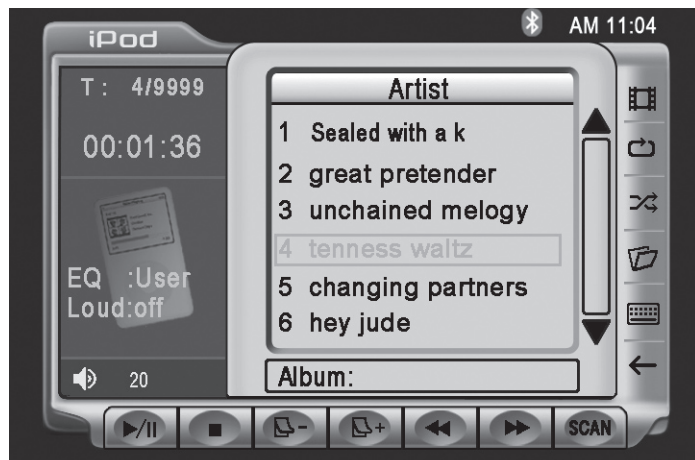 iPod
AM 11:04
T : 4/9999
00:01:36
EQ :User
Loud:off
20
Artist
1 Sealed with a k
2 great pretender
3 unchained melogy
4 tenness waltz
5 changing partners
6 hey jude
Album:
- +
SCAN